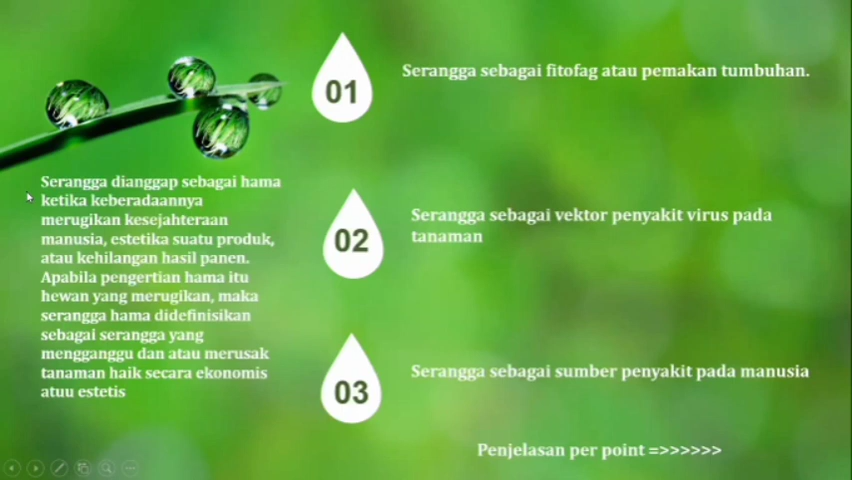 Serangga dianggap sebagai hama
ketika keberadaannya
merugikan kesejahteraan
manusia, estetika suatu produk,
atau kehilangan hasil panen.
Apabila pengertian hama itu
hewan yang merugikan, maka
serangga hama didefinisikan
sebagai serangga yang
mengganggu dan atau merusak
tanaman haik secara ekonomis
atuu estetis
01
Serangga sebagai fitofag atau pemakan tumbuhan.
02
Serangga sebagai vektor penyakit virus pada
tanaman
03
Serangga sebagai sumber penyakit pada manusia
Penjelasan per point =>>>>>>